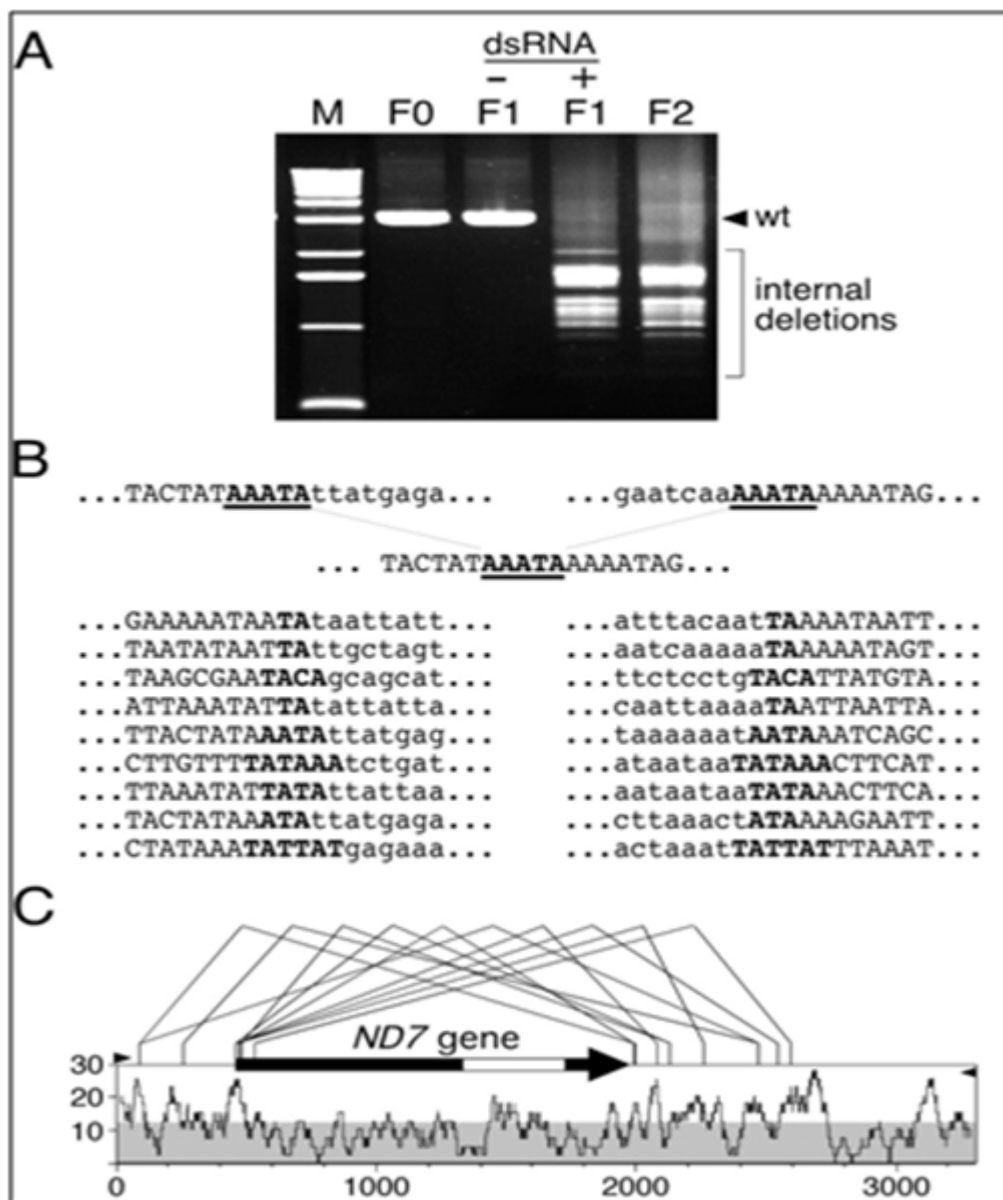 A
dsRNA
- +
M F0 F1 F1 F2
wt
internal
deletions
B
...TACTATAAATAttatgaga... ...gaatcaaAAATAAAAATAG...
... TACTATAAATAAAAATAG...
...GAAAAATAATAtaattatt... ...atttacaatTAAAATAATT...
...TAATATAATTAttgctagt... ...aatcaaaaaTAAAAATAGT...
...TAAGCGAATACAgcagcat... ...ttctcctgTACATTATGTA...
...ATTAAATATTATattatta... ...caattaaaaTAATTAATTA...
...TTACTATAAATAttatgag... ...taaaaaatAATAAATCAGC...
...CTTGTTTTATAAAtctgat... ...ataataaTATAAACTTCAT...
...TTAAATATTATAttattaa... ...aataataaTATAAACTTCA...
...TACTATAAATAttatgaga... ...cttaaactATAAAAGAATT...
...CTATAAATATTATgagaaa... ...actaaatTATTATTTAAAT...
C
ND7 gene
30
20
10
0 1000 2000 3000